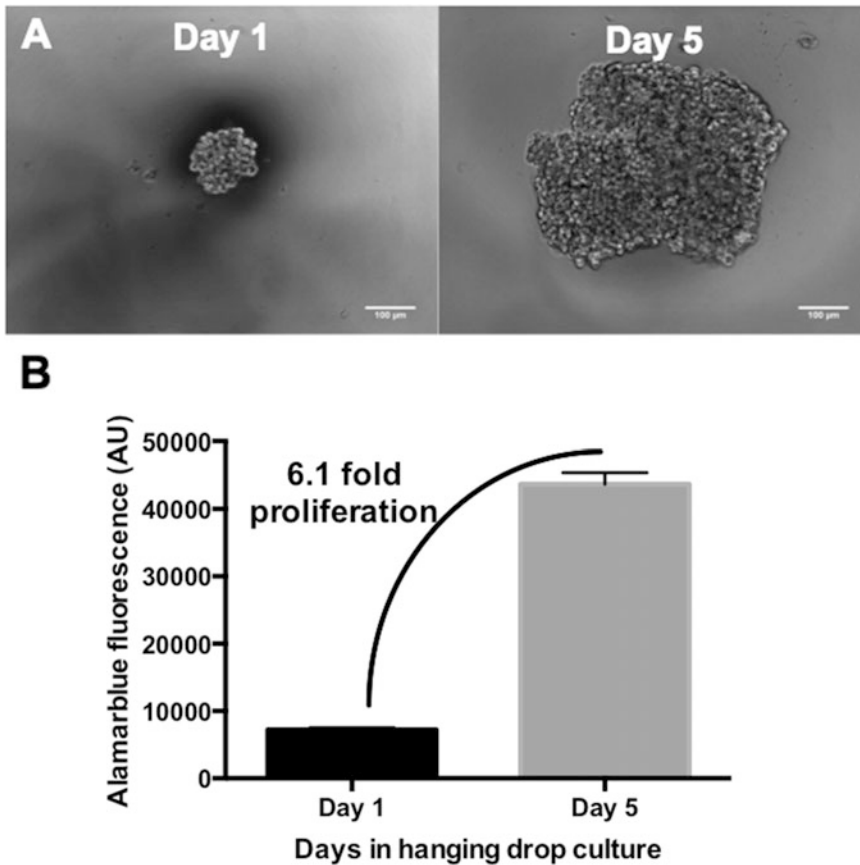 A
Day 1
Day 5
100 µm
100 µm
B
Alamarblue fluorescence (AU)
50000
40000
30000
20000
10000
0
6.1 fold
proliferation
Day 1
Day 5
Days in hanging drop culture